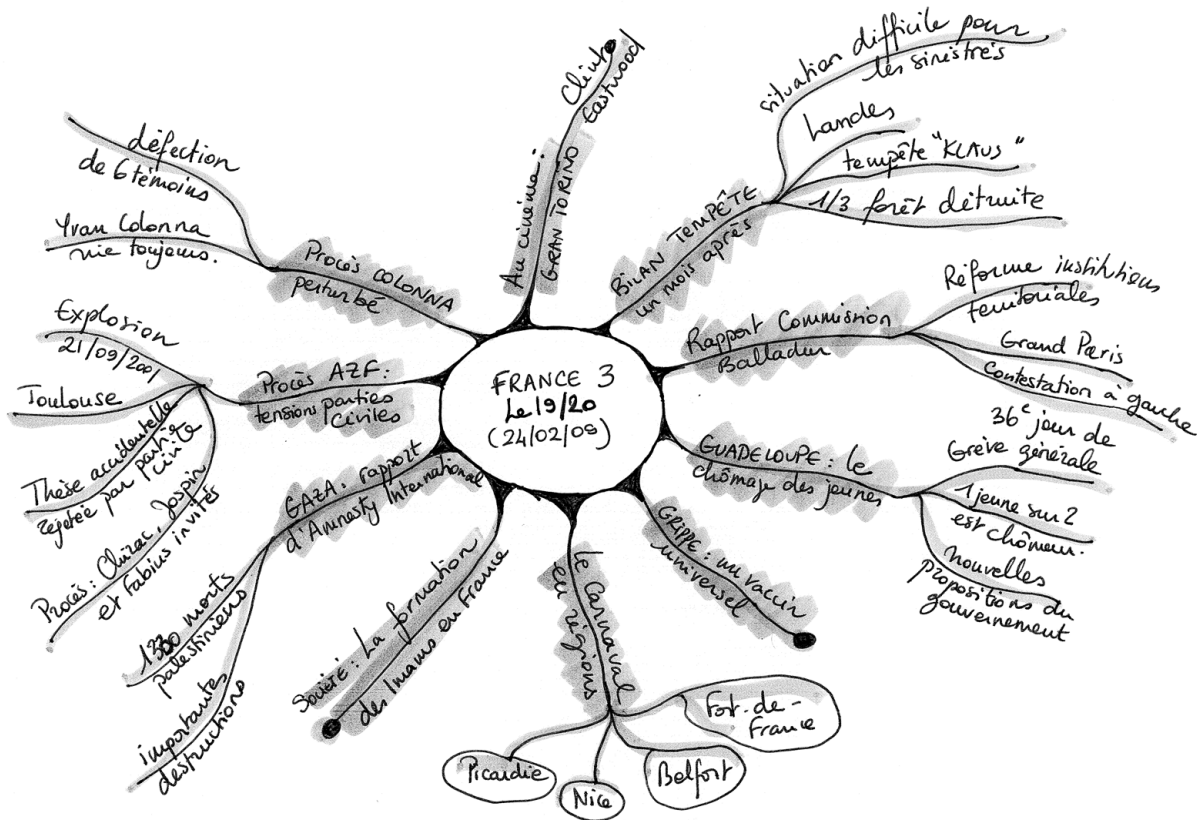 FRANCE 3
Le 19/20
(24/02/09)
BILAN TEMPÊTE
un mois après
situation difficile pour
les sinistrés
Landes
tempête "KLAUS"
1/3 forêt détruite
Rapport Commission
Balladur
Réforme institutions
territoriales
Grand Paris
Contestation à gauche
GUADELOUPE : le
chômage des jeunes
36e jour de
Grève générale
1 jeune sur 2
est chômeur.
nouvelles
propositions du
gouvernement
GRIPPE : un vaccin
universel
Le Carnaval
en régions
Fort-de-
France
Belfort
Nice
Picardie
Société : La formation
des Imams en France
GAZA : rapport
d'Amnesty International
palestiniens
importantes
destructions
Procès AZF :
tensions parties
civiles
Explosion
21/09/2001
Toulouse
Thèse accidentelle
rejetée par partie
civile
Procès : Chirac, Jospin
et Fabius invités
Procès COLONNA
perturbé
défection
de 6 témoins
Yvan Colonna
nie toujours.
Au cinéma :
GRAN TORINO
Clint
Eastwood